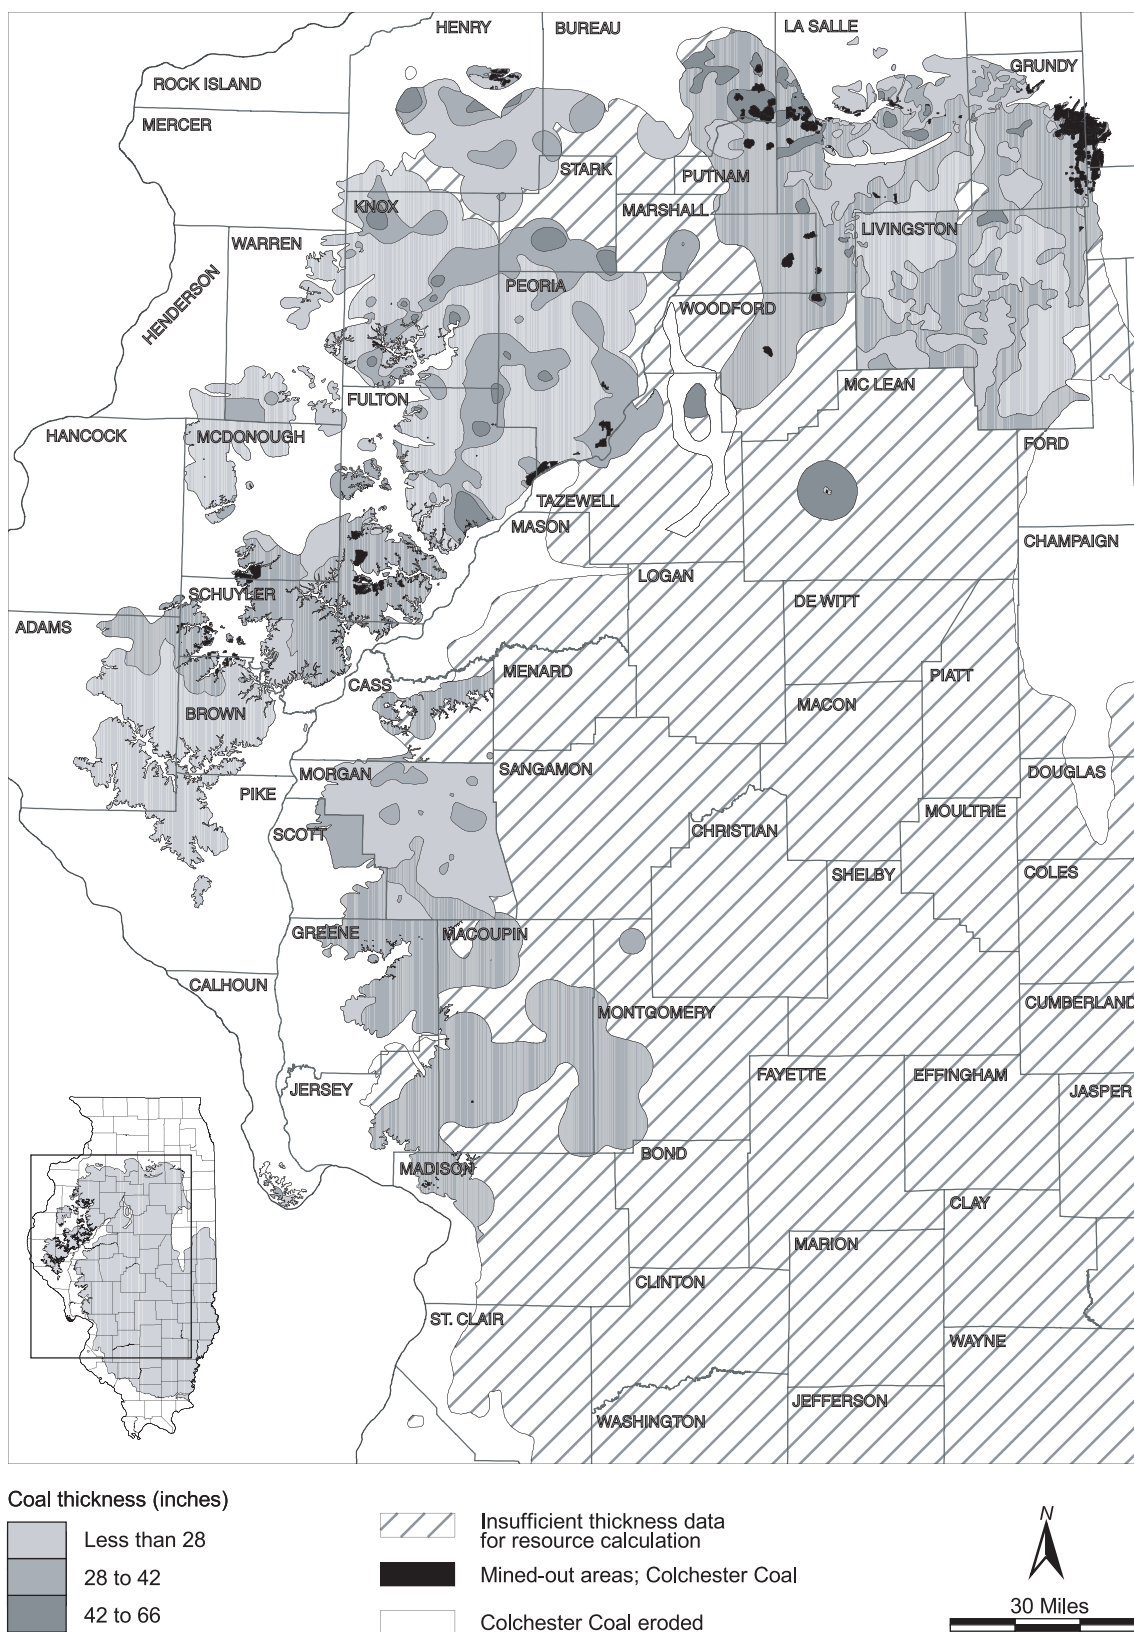 HENRY
BUREAU
LA SALLE
ROCK ISLAND
GRUNDY
MERCER
STARK
PUTNAM
KNOX
MARSHALL
LIVINGSTON
WARREN
HENDERSON
PEORIA
WOODFORD
MC LEAN
FULTON
HANCOCK
MCDONOUGH
FORD
TAZEWELL
MASON
CHAMPAIGN
LOGAN
SCHUYLER
DE WITT
ADAMS
MENARD
PIATT
CASS
MACON
BROWN
SANGAMON
DOUGLAS
MORGAN
PIKE
MOULTRIE
SCOTT
CHRISTIAN
SHELBY
COLES
GREENE
MACOUPIN
CALHOUN
CUMBERLAND
MONTGOMERY
FAYETTE
EFFINGHAM
JERSEY
JASPER
BOND
MADISON
CLAY
MARION
CLINTON
ST. CLAIR
WAYNE
JEFFERSON
WASHINGTON
Coal thickness (inches)
Less than 28
28 to 42
42 to 66
Insufficient thickness data
for resource calculation
Mined-out areas; Colchester Coal
Colchester Coal eroded
N
30 Miles